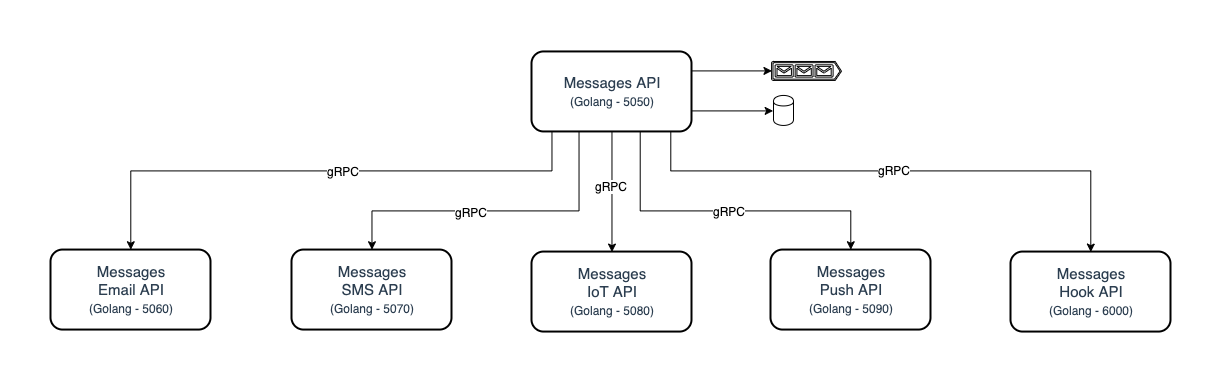 Messages API
(Golang - 5050)
gRPC
gRPC
gRPC
gRPC
gRPC
Messages
Email API
(Golang - 5060)
Messages
SMS API
(Golang - 5070)
Messages
IoT API
(Golang - 5080)
Messages
Push API
(Golang - 5090)
Messages
Hook API
(Golang - 6000)